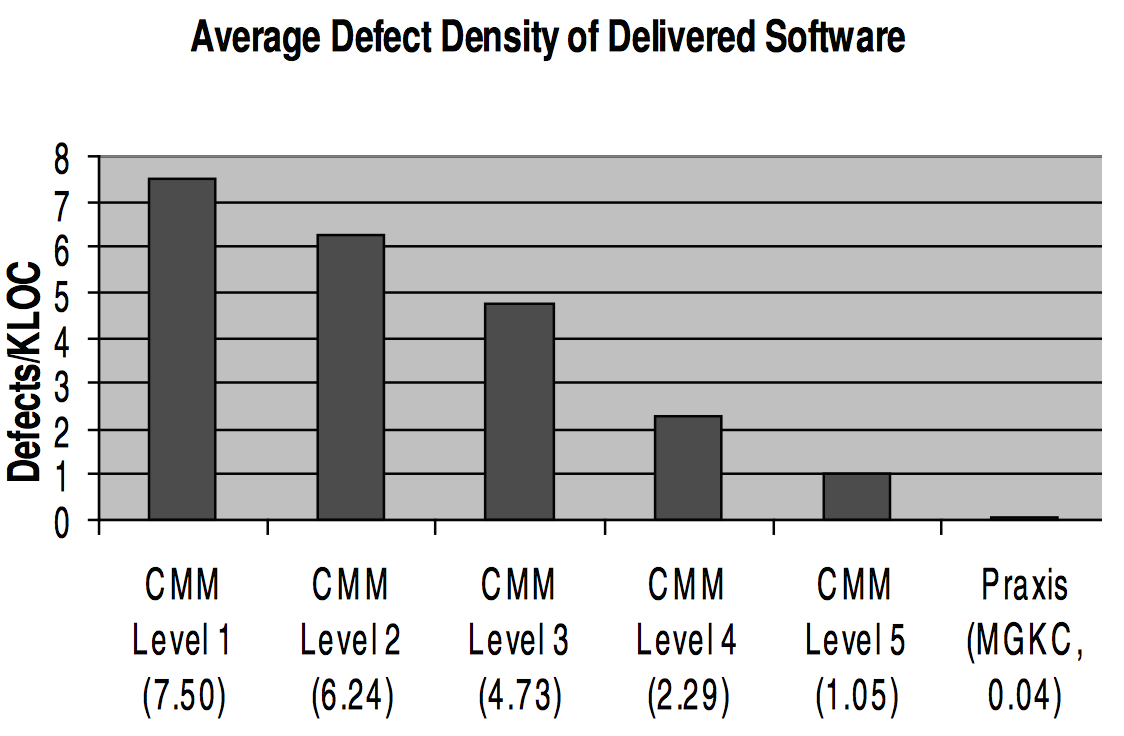 Average Defect Density of Delivered Software
Defects/KLOC
8
7
6
5
4
3
2
1
0
CMM
Level 1
(7.50)
CMM
Level 2
(6.24)
CMM
Level 3
(4.73)
CMM
Level 4
(2.29)
CMM
Level 5
(1.05)
Praxis
(MGKC,
0.04)